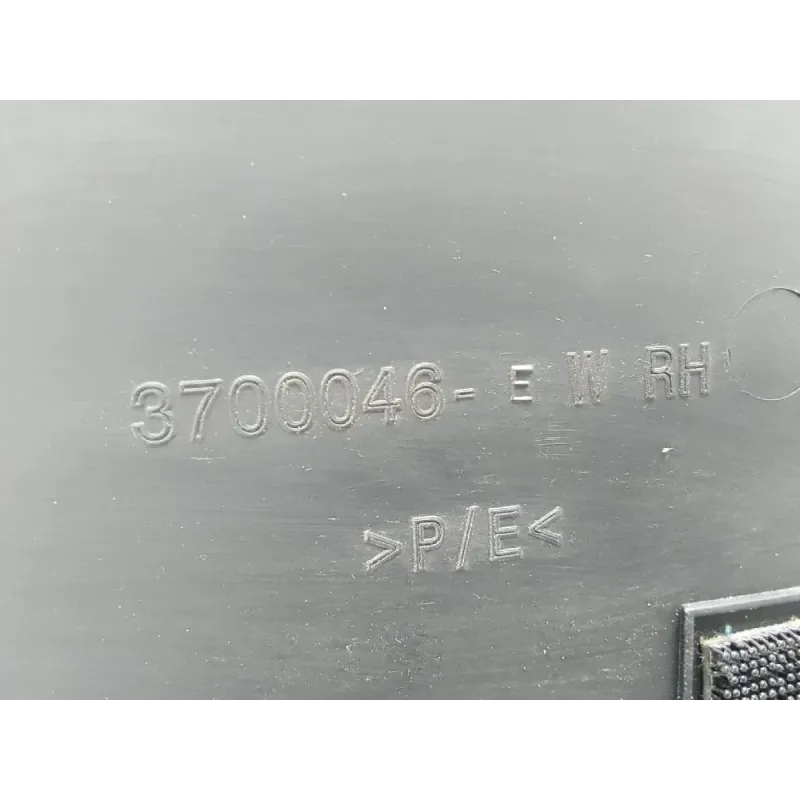 3700046- E W RH
>P/E<